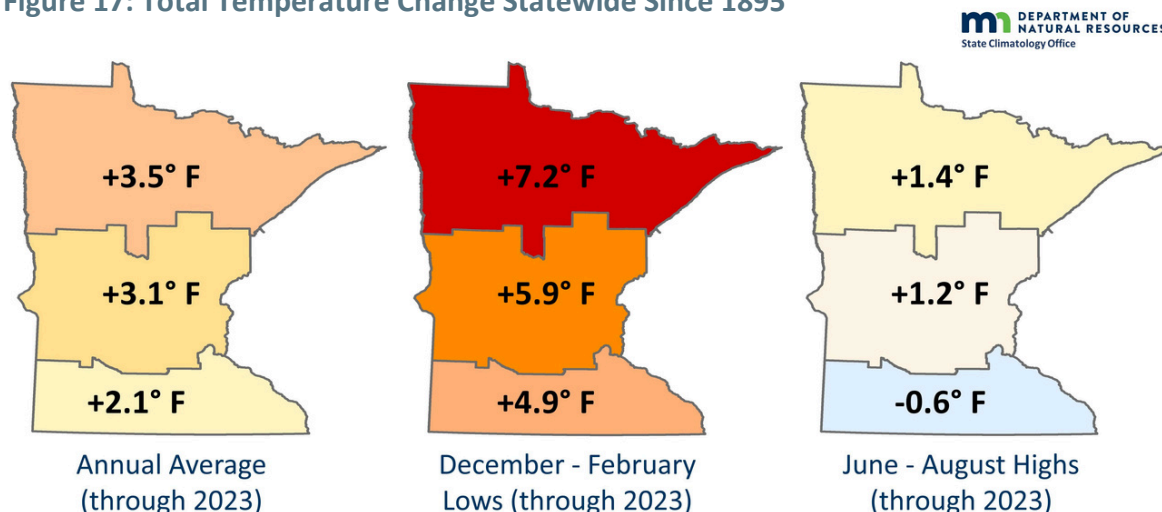 Figure 17: Total Temperature Change Statewide Since 1895
DEPARTMENT OF
NATURAL RESOURCES
State Climatology Office
+3.5° F
+7.2° F
+1.4° F
+3.1° F
+5.9° F
+1.2° F
+2.1° F
+4.9° F
-0.6° F
Annual Average
(through 2023)
December - February
Lows (through 2023)
June - August Highs
(through 2023)